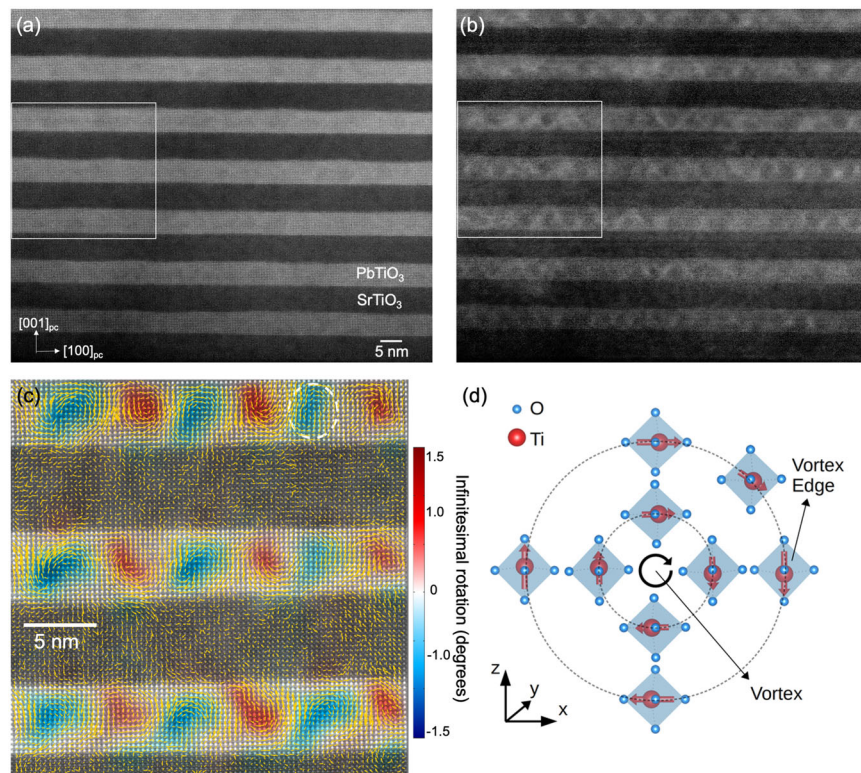 (a)
PbTiO3
SrTiO3
[001]pc
[100]pc
5 nm
(b)
(c)
5 nm
1.5
1.0
0
-1.0
-1.5
Infinitesimal rotation (degrees)
(d)
O
Ti
Vortex
Edge
Vortex
z
y
x